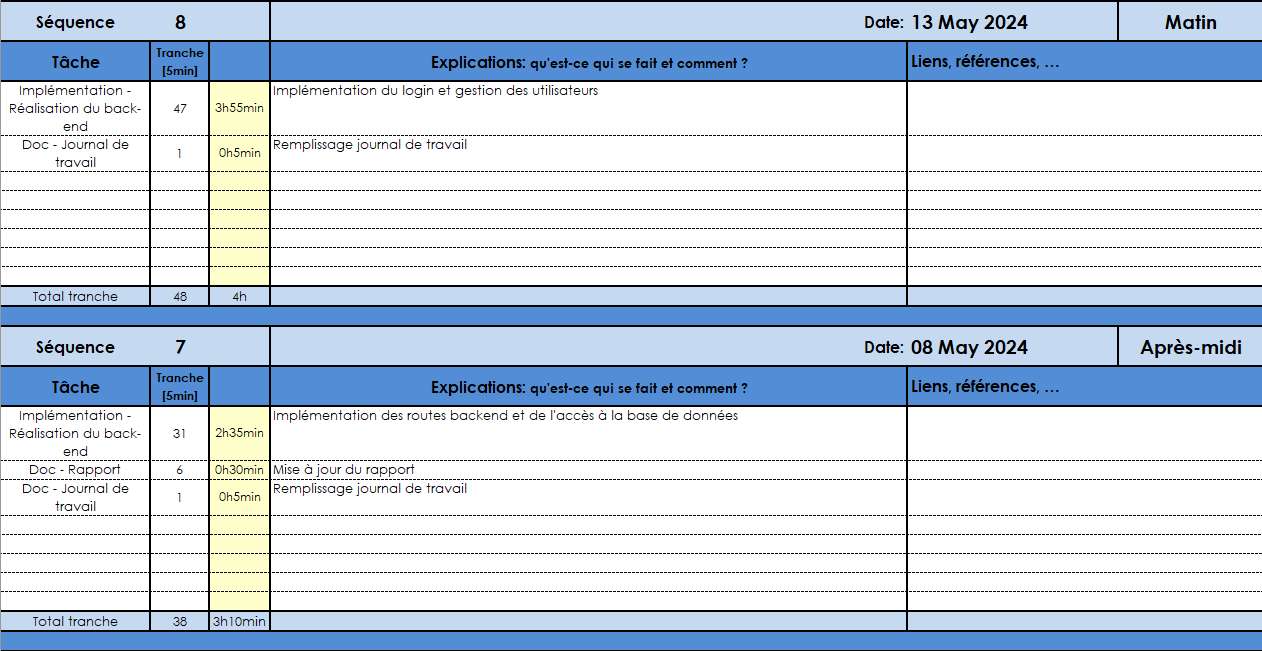 Séquence 8 Date: 13 May 2024 Matin
Tâche Tranche [5min] Explications: qu'est-ce qui se fait et comment ? Liens, références, …
Implémentation -
Réalisation du back-
end 47 3h55min Implémentation du login et gestion des utilisateurs
Doc - Journal de
travail 1 0h5min Remplissage journal de travail
Total tranche 48 4h
Séquence 7 Date: 08 May 2024 Après-midi
Tâche Tranche [5min] Explications: qu'est-ce qui se fait et comment ? Liens, références, …
Implémentation -
Réalisation du back-
end 31 2h35min Implémentation des routes backend et de l'accès à la base de données
Doc - Rapport 6 0h30min Mise à jour du rapport
Doc - Journal de
travail 1 0h5min Remplissage journal de travail
Total tranche 38 3h10min